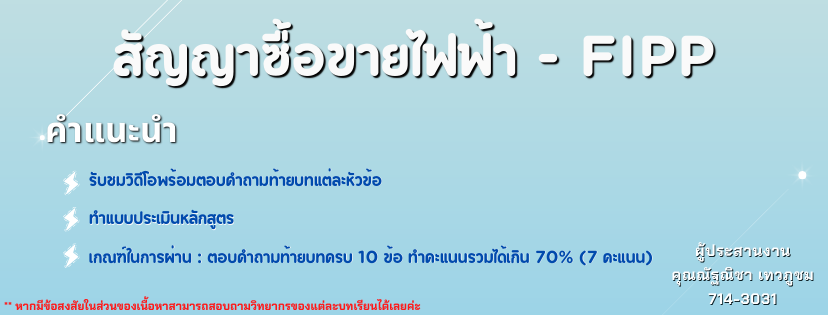 สัญญาซื้อขายไฟฟ้า - FIPP
คำแนะนำ
รับชมวิดีโอพร้อมตอบคำถามท้ายบทแต่ละหัวข้อ
ทำแบบประเมินหลักสูตร
เกณฑ์ในการผ่าน : ตอบคำถามท้ายบทครบ 10 ข้อ ทำคะแนนรวมได้เกิน 70% (7 คะแนน)
ผู้ประสานงาน
คุณณัฐณิชา เทวภูชม
714-3031
** หากมีข้อสงสัยในส่วนของเนื้อหาสามารถสอบถามวิทยากรของแต่ละบทเรียนได้เลยค่ะ